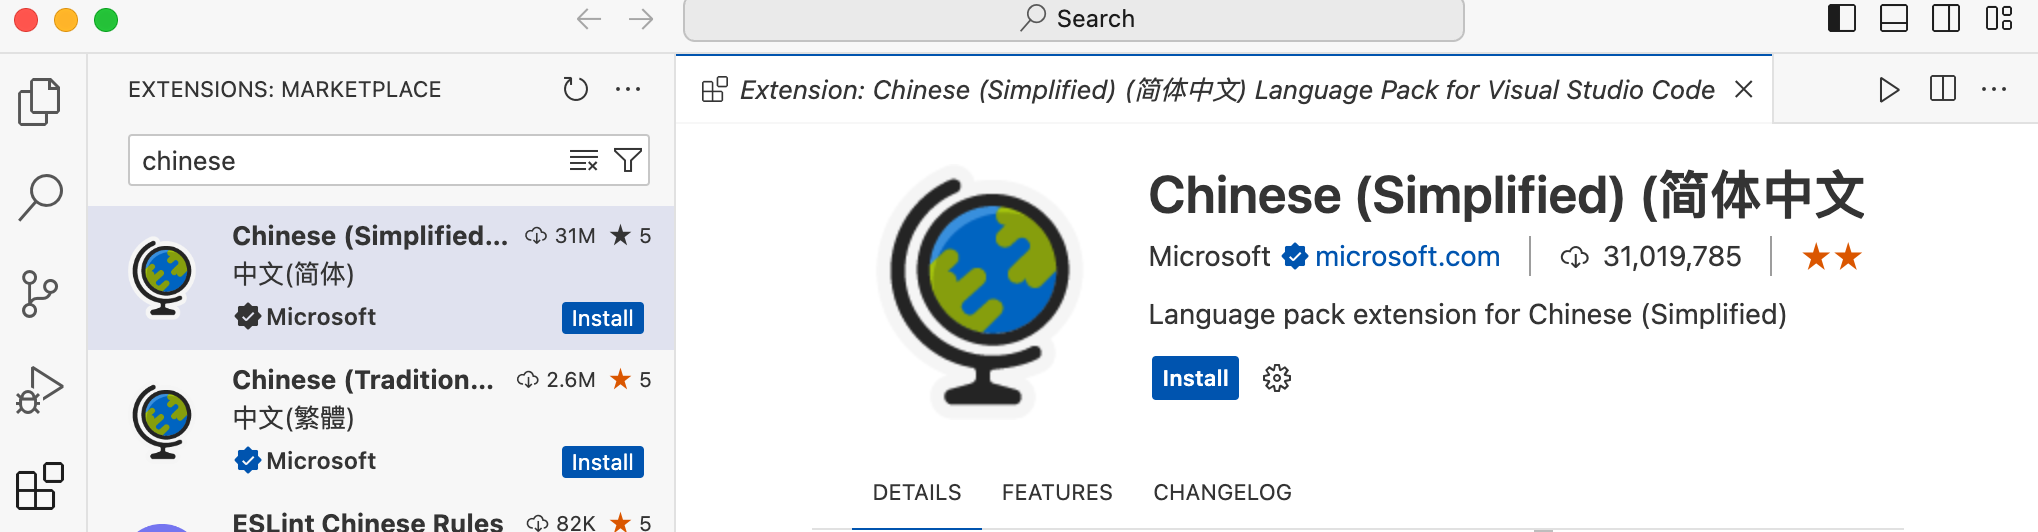 Search
EXTENSIONS: MARKETPLACE
Extension: Chinese (Simplified) (简体中文) Language Pack for Visual Studio Code
chinese
Chinese (Simplified... 31M 5
中文(简体)
Microsoft Install
Chinese (Tradition... 2.6M 5
中文(繁體)
Microsoft Install
ESLint Chinese Rules 82K 5
Chinese (Simplified) (简体中文
Microsoft microsoft.com 31,019,785
Language pack extension for Chinese (Simplified)
Install
DETAILS FEATURES CHANGELOG